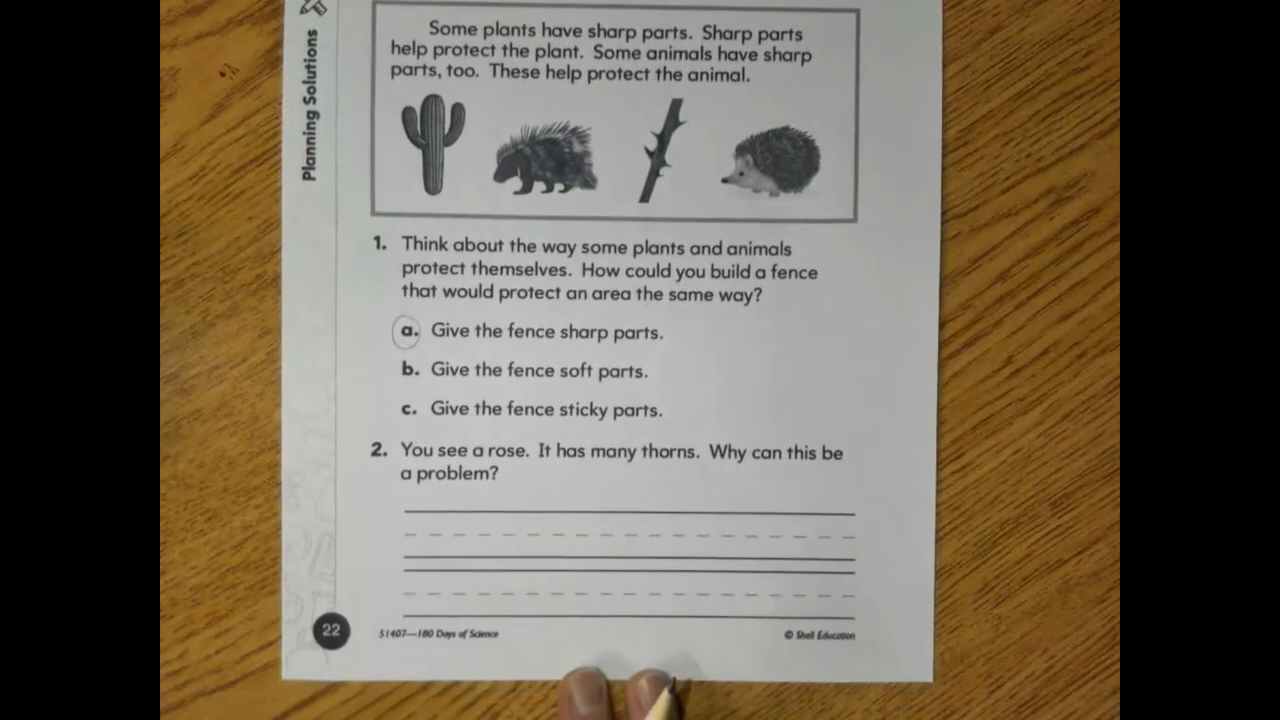 Planning Solutions
Some plants have sharp parts. Sharp parts
help protect the plant. Some animals have sharp
parts, too. These help protect the animal.
1. Think about the way some plants and animals
protect themselves. How could you build a fence
that would protect an area the same way?
a. Give the fence sharp parts.
b. Give the fence soft parts.
c. Give the fence sticky parts.
2. You see a rose. It has many thorns. Why can this be
a problem?
22
51407—180 Days of Science
© Shell Education